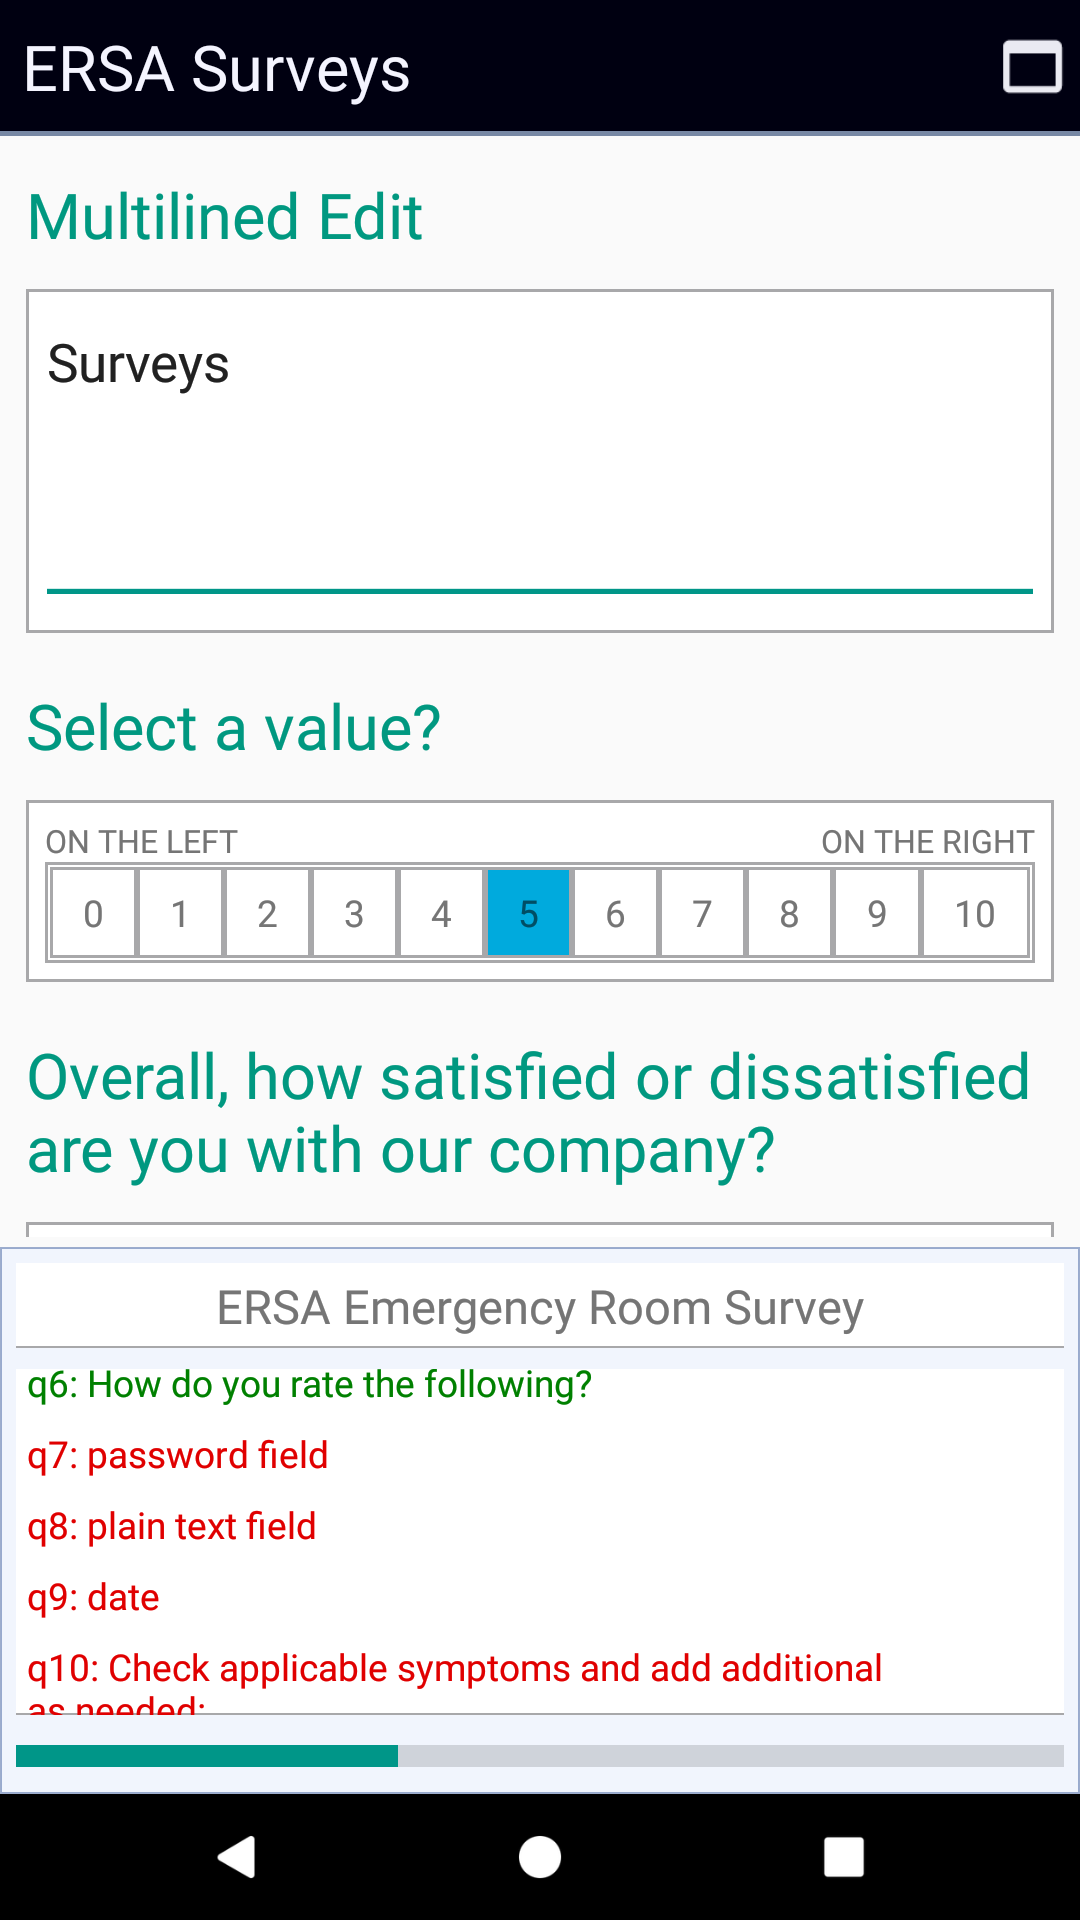 ERSA Surveys
Multilined Edit
Surveys
Select a value?
ON THE LEFT ON THE RIGHT
0 1 2 3 4 5 6 7 8 9 10
Overall, how satisfied or dissatisfied
are you with our company?
ERSA Emergency Room Survey
q6: How do you rate the following?
q7: password field
q8: plain text field
q9: date
q10: Check applicable symptoms and add additional
as needed: